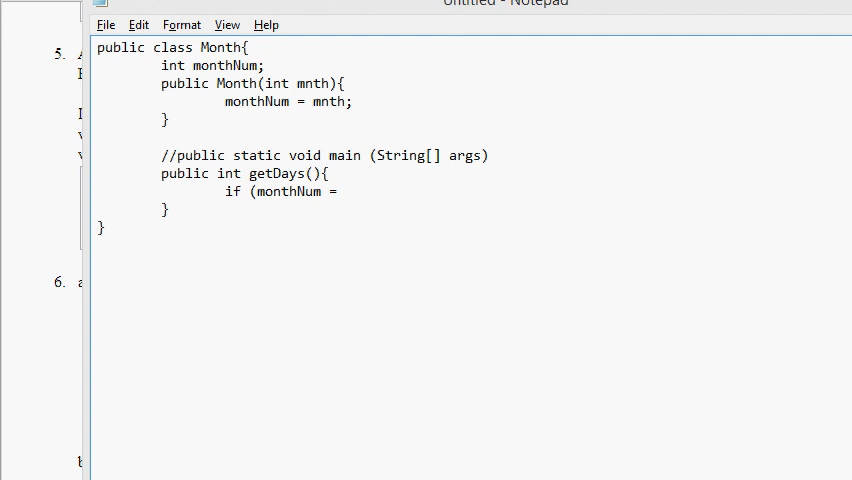 Untitled - Notepad
File Edit Format View Help
5.
public class Month{
int monthNum;
public Month(int mnth){
monthNum = mnth;
}
//public static void main (String[] args)
public int getDays(){
if (monthNum =
}
}
6. a
b